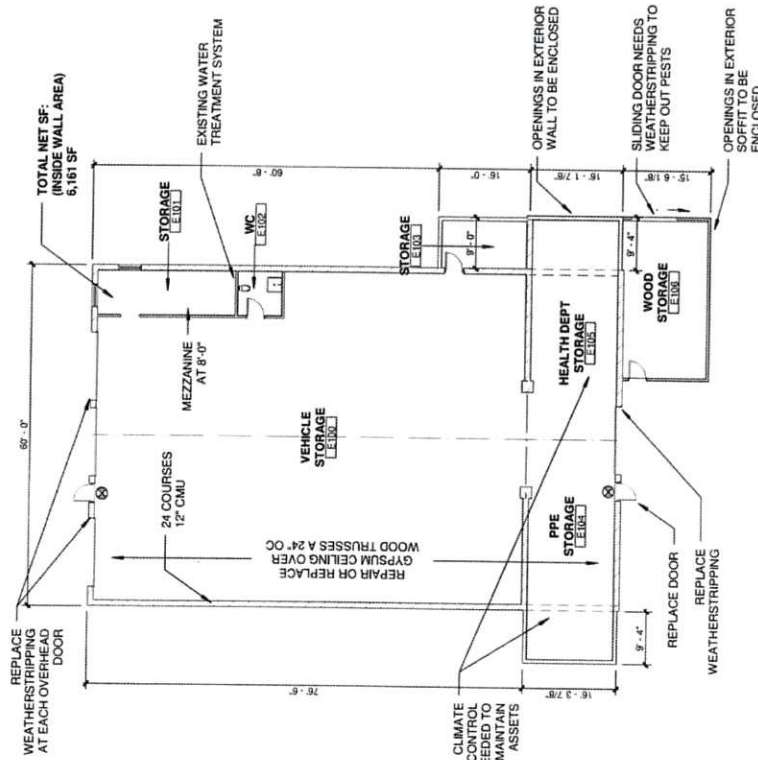 TOTAL NET SF:
(INSIDE WALL AREA)
6,161 SF
STORAGE
E101
EXISTING WATER
TREATMENT SYSTEM
WC
E102
MEZZANINE
AT 8'-0"
60' - 0"
60' - 8"
16' - 0"
16' - 1 7/8"
15' - 6 1/8"
OPENINGS IN EXTERIOR
WALL TO BE ENCLOSED
SLIDING DOOR NEEDS
WEATHERSTRIPPING TO
KEEP OUT PESTS
OPENINGS IN EXTERIOR
SOFFIT TO BE
ENCLOSED
STORAGE
E103
9' - 0"
9' - 4"
WOOD
STORAGE
E106
HEALTH DEPT
STORAGE
E105
VEHICLE
STORAGE
E100
PPE
STORAGE
E104
24 COURSES
12" CMU
REPAIR OR REPLACE
GYPSUM CEILING OVER
WOOD TRUSSES A 24" OC
REPLACE
WEATHERSTRIPPING
AT EACH OVERHEAD
DOOR
76' - 6"
16' - 3 7/8"
9' - 4"
CLIMATE
CONTROL
EEDED TO
MAINTAIN
ASSETS
REPLACE DOOR
REPLACE
WEATHERSTRIPPING